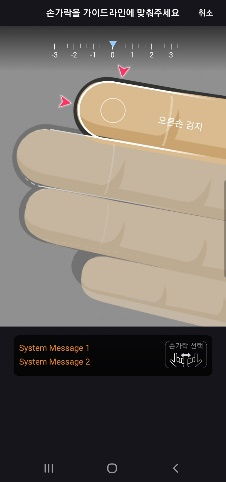 손가락을 가이드라인에 맞춰주세요 취소
-3 -2 -1 0 1 2 3
오른손 검지
System Message 1
손가락 선택
System Message 2